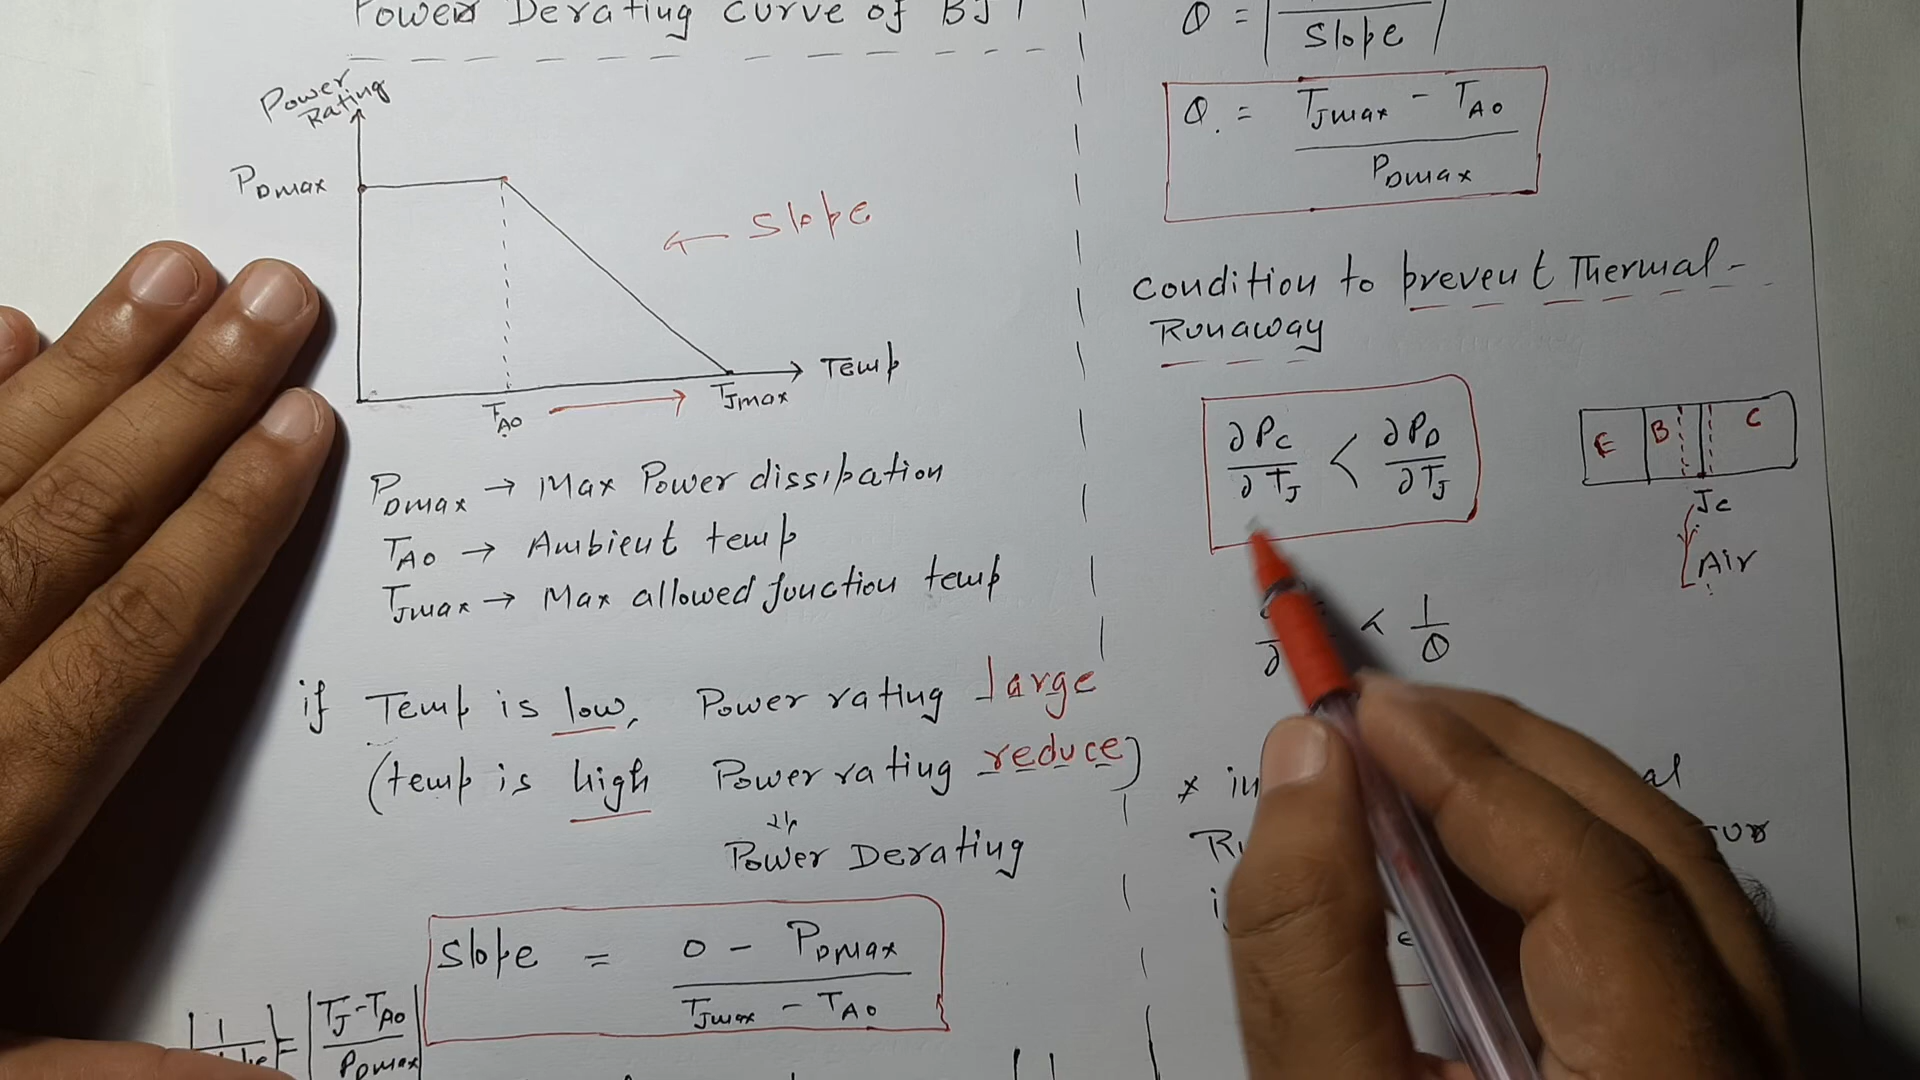 Power Derating Curve of BJT
Power
Rating
PDmax
← Slope
Temp
TAO
TJmax
PDmax → Max Power dissipation
TAO → Ambient temp
TJmax → Max allowed junction temp
if Temp is low, Power rating large
(temp is high Power rating reduce)
Power Derating
Slope = 0 - PDmax / TJmax - TAO
= | TJ - TAO / PDmax |
θ = | Slope |
θ = TJmax - TAO / PDmax
Condition to prevent Thermal -
Runaway
∂PC / ∂TJ < ∂PD / ∂TJ
E B C
JC
Air
< 1 / θ